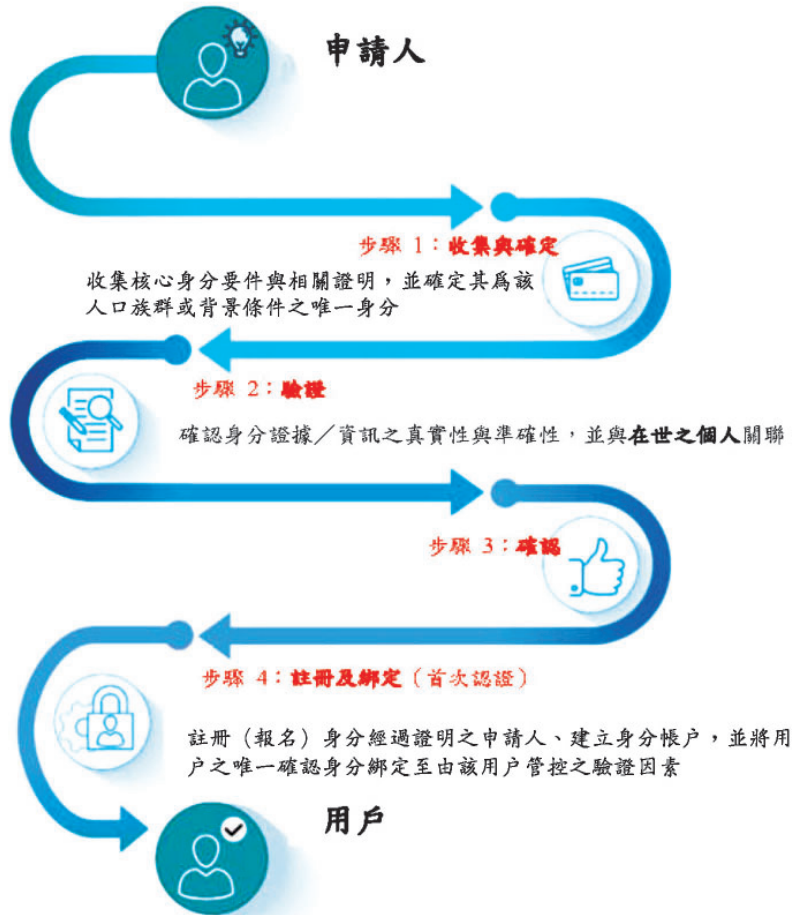 申請人
步驟 1：收集與確定
收集核心身分要件與相關證明，並確定其爲該
人口族群或背景條件之唯一身分
步驟 2：驗證
確認身分證據／資訊之真實性與準確性，並與在世之個人關聯
步驟 3：確認
步驟 4：註冊及綁定（首次認證）
註冊（報名）身分經過證明之申請人、建立身分帳户，並將用
户之唯一確認身分綁定至由該用户管控之驗證因素
用戶